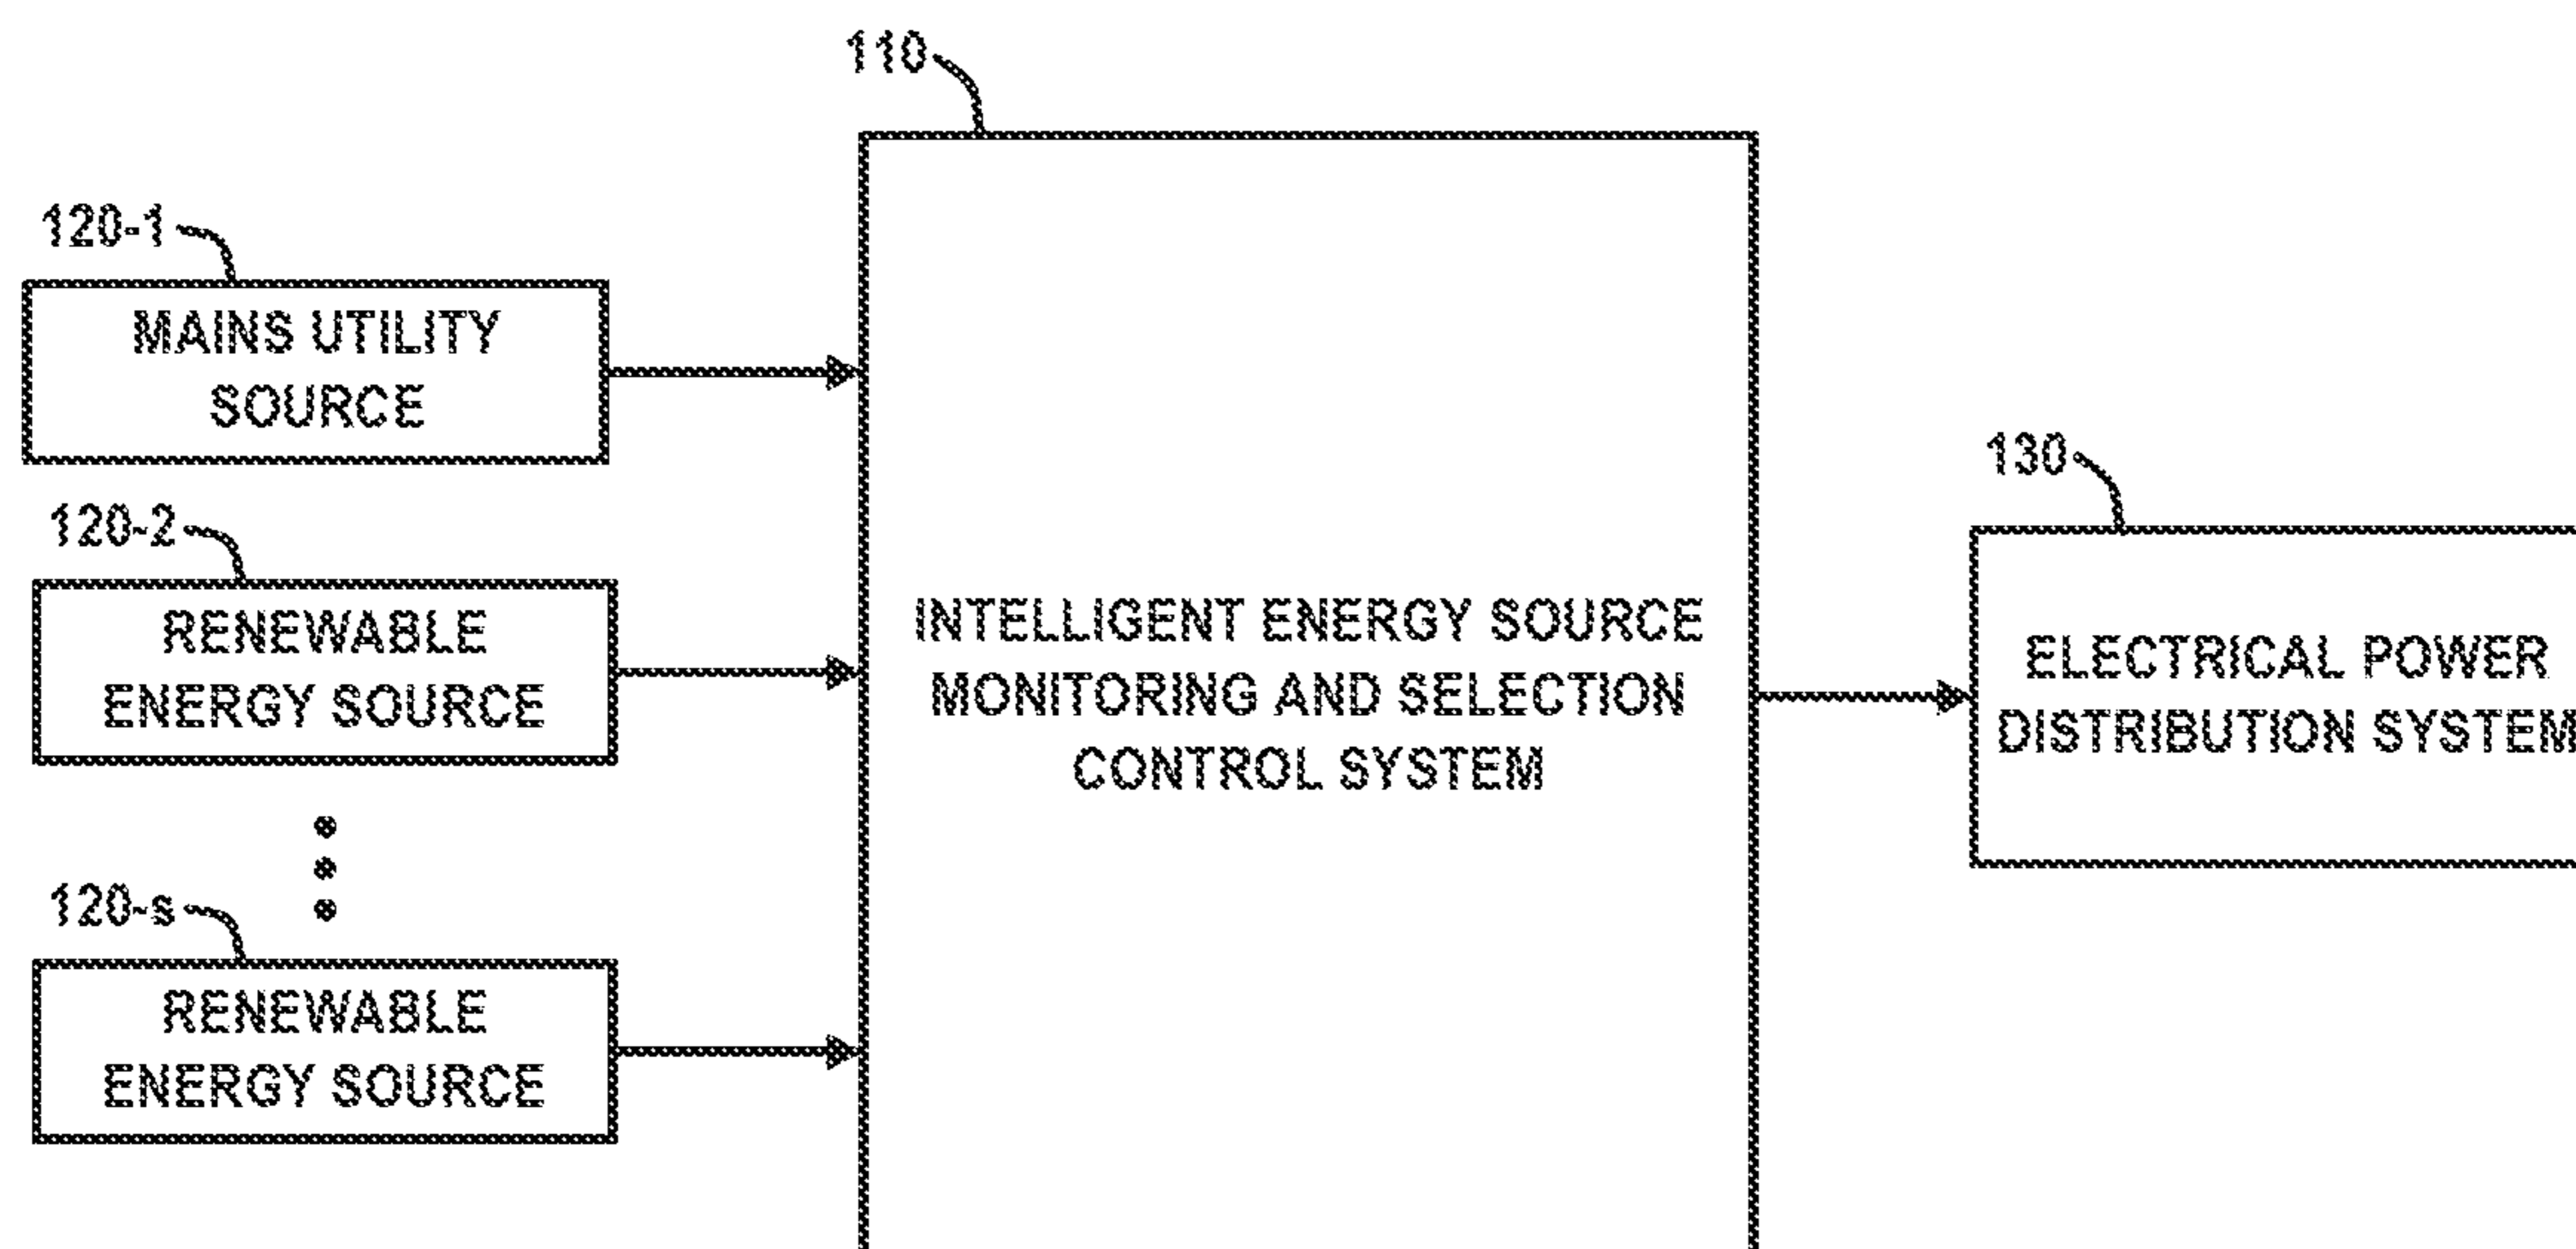 110
120-1
MAINS UTILITY
SOURCE
120-2
RENEWABLE
ENERGY SOURCE
120-s
RENEWABLE
ENERGY SOURCE
INTELLIGENT ENERGY SOURCE
MONITORING AND SELECTION
CONTROL SYSTEM
130
ELECTRICAL POWER
DISTRIBUTION SYSTEM